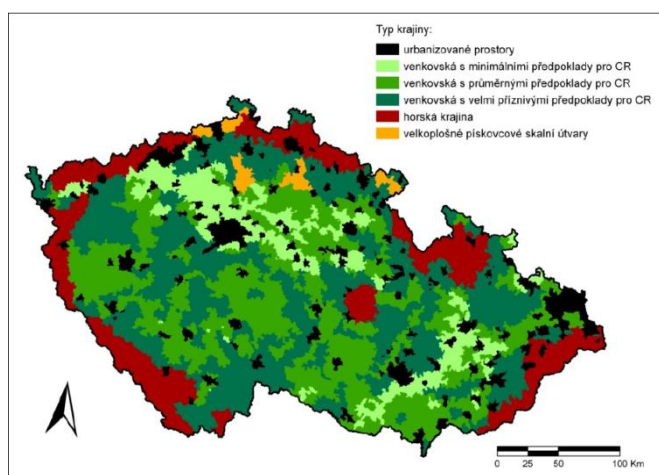 Typ krajiny:
urbanizované prostory
venkovská s minimálními předpoklady pro CR
venkovská s průměrnými předpoklady pro CR
venkovská s velmi příznivými předpoklady pro CR
horská krajina
velkoplošné pískovcové skalní útvary
0 25 50 100 Km